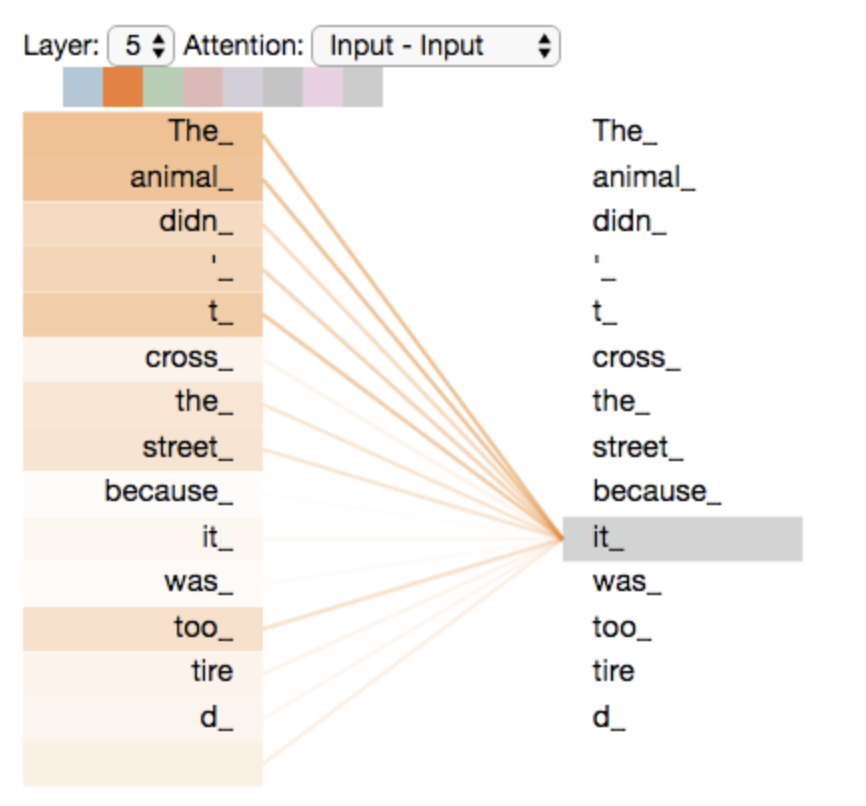 Layer: 5 Attention: Input - Input
The_ The_
animal_ animal_
didn_ didn_
'_ '_
t_ t_
cross_ cross_
the_ the_
street_ street_
because_ because_
it_ it_
was_ was_
too_ too_
tire tire
d_ d_